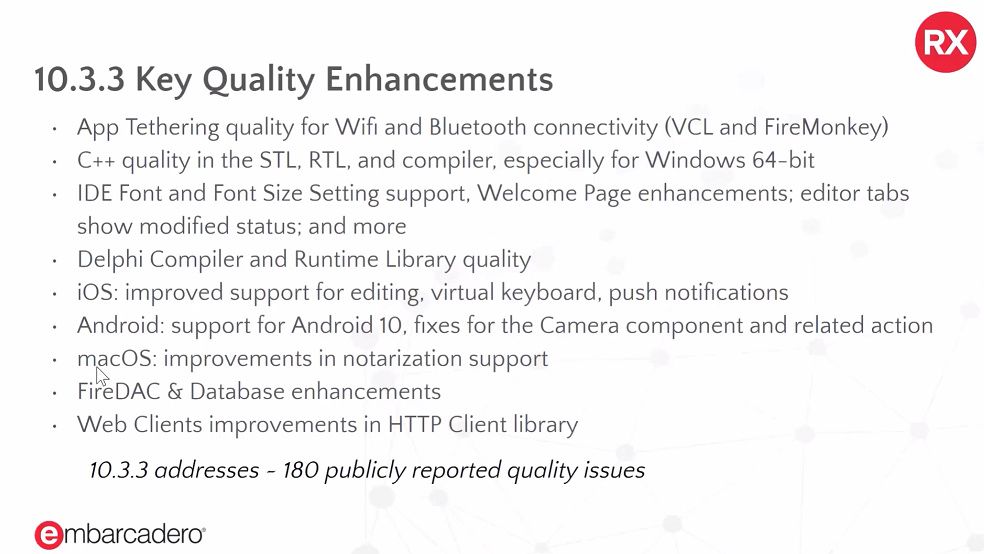 RX
10.3.3 Key Quality Enhancements
• App Tethering quality for Wifi and Bluetooth connectivity (VCL and FireMonkey)
• C++ quality in the STL, RTL, and compiler, especially for Windows 64-bit
• IDE Font and Font Size Setting support, Welcome Page enhancements; editor tabs
show modified status; and more
• Delphi Compiler and Runtime Library quality
• iOS: improved support for editing, virtual keyboard, push notifications
• Android: support for Android 10, fixes for the Camera component and related action
• macOS: improvements in notarization support
• FireDAC & Database enhancements
• Web Clients improvements in HTTP Client library
10.3.3 addresses ~ 180 publicly reported quality issues
embarcadero®